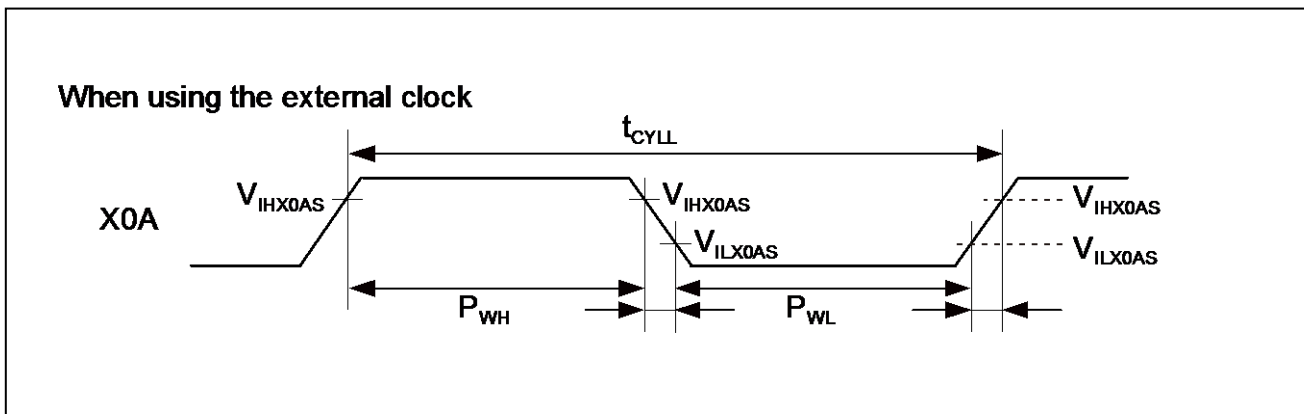 When using the external clock
tCYLL
VIHX0AS
VIHX0AS
VIHX0AS
X0A
VILX0AS
VILX0AS
PWH
PWL